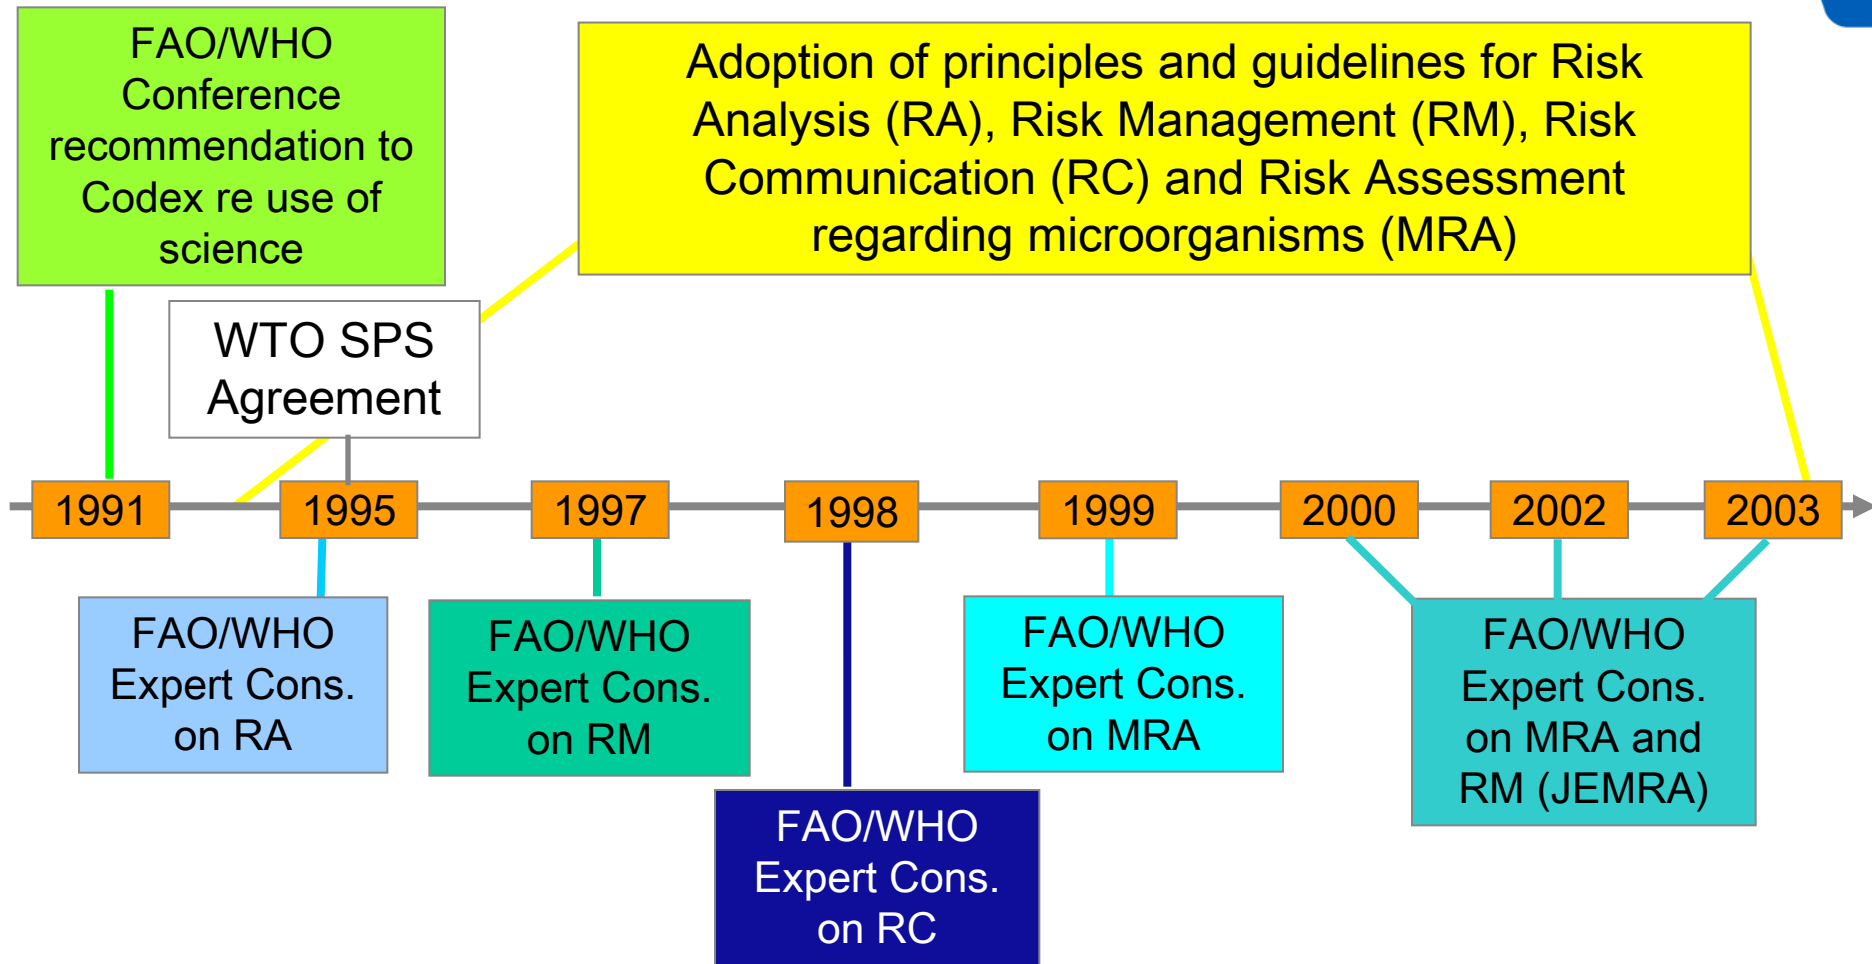 FAO/WHO
Conference
recommendation to
Codex re use of
science
Adoption of principles and guidelines for Risk
Analysis (RA), Risk Management (RM), Risk
Communication (RC) and Risk Assessment
regarding microorganisms (MRA)
WTO SPS
Agreement
1991
1995
1997
1998
1999
2000
2002
2003
FAO/WHO
Expert Cons.
on RA
FAO/WHO
Expert Cons.
on RM
FAO/WHO
Expert Cons.
on RC
FAO/WHO
Expert Cons.
on MRA
FAO/WHO
Expert Cons.
on MRA and
RM (JEMRA)